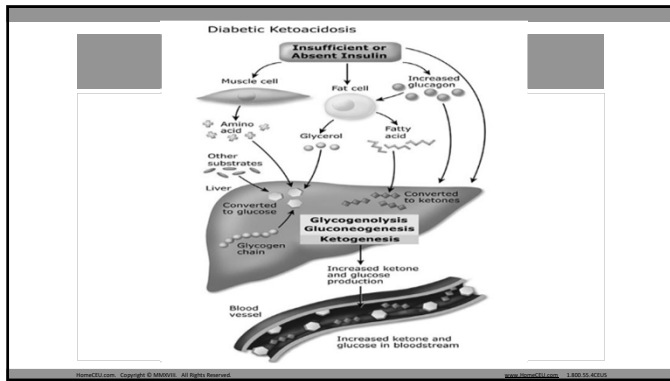 Diabetic Ketoacidosis
Insufficient or
Absent Insulin
Muscle cell
Fat cell
Increased
glucagon
Amino
acid
Glycerol
Fatty
acid
Other
substrates
Liver
Converted
to glucose
Converted
to ketones
Glycogenolysis
Gluconeogenesis
Ketogenesis
Glycogen
chain
Increased ketone
and glucose
production
Blood
vessel
Increased ketone and
glucose in bloodstream
HomeCEU.com. Copyright © MMXVIII. All Rights Reserved.
www.HomeCEU.com 1.800.55.4CEUS